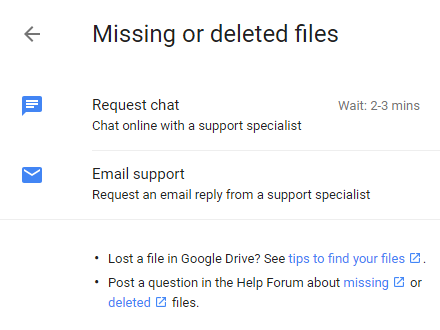 Missing or deleted files
Request chat
Wait: 2-3 mins
Chat online with a support specialist
Email support
Request an email reply from a support specialist
• Lost a file in Google Drive? See tips to find your files.
• Post a question in the Help Forum about missing or
deleted files.